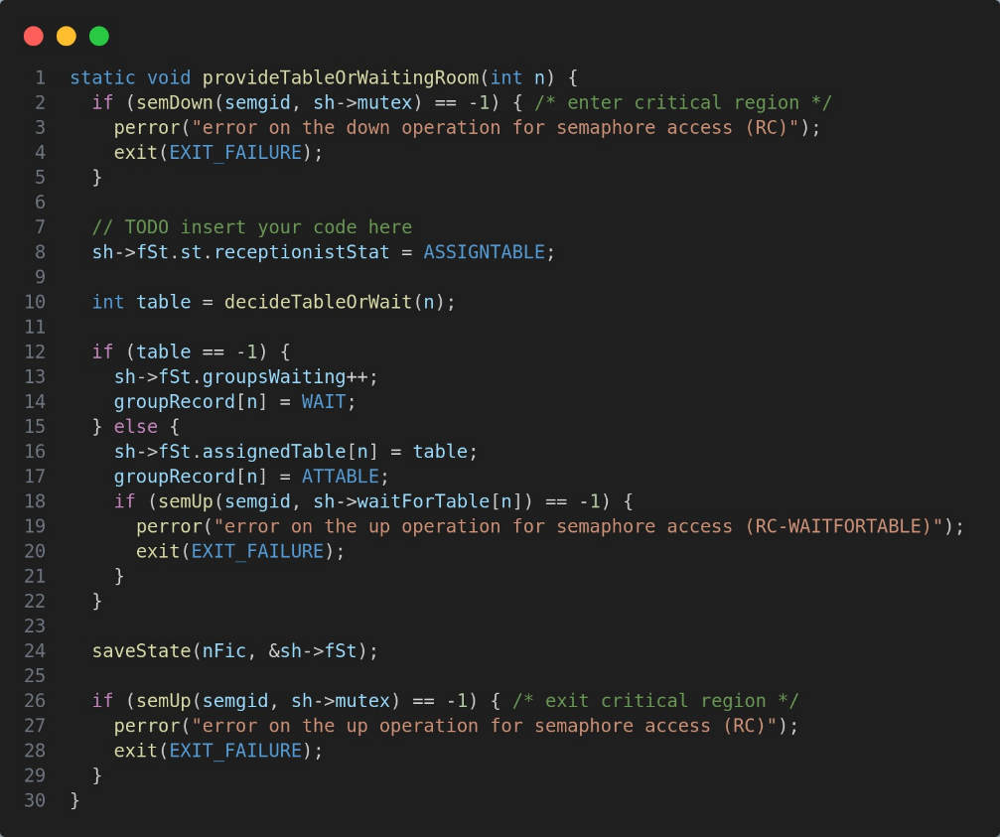 1 static void provideTableOrWaitingRoom(int n) {
2   if (semDown(semgid, sh->mutex) == -1) { /* enter critical region */
3     perror("error on the down operation for semaphore access (RC)");
4     exit(EXIT_FAILURE);
5   }
6
7   // TODO insert your code here
8   sh->fSt.st.receptionistStat = ASSIGNTABLE;
9
10   int table = decideTableOrWait(n);
11
12   if (table == -1) {
13     sh->fSt.groupsWaiting++;
14     groupRecord[n] = WAIT;
15   } else {
16     sh->fSt.assignedTable[n] = table;
17     groupRecord[n] = ATTABLE;
18     if (semUp(semgid, sh->waitForTable[n]) == -1) {
19       perror("error on the up operation for semaphore access (RC-WAITFORTABLE)");
20       exit(EXIT_FAILURE);
21     }
22   }
23
24   saveState(nFic, &sh->fSt);
25
26   if (semUp(semgid, sh->mutex) == -1) { /* exit critical region */
27     perror("error on the up operation for semaphore access (RC)");
28     exit(EXIT_FAILURE);
29   }
30 }